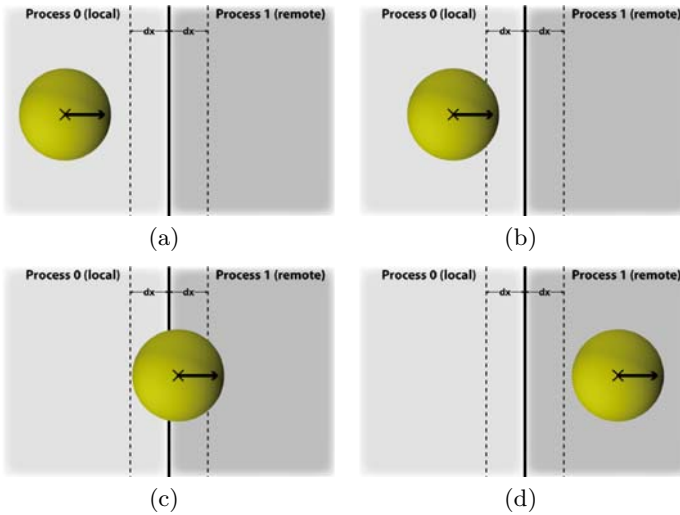 Process 0 (local) Process 1 (remote)
dx dx
Process 0 (local) Process 1 (remote)
dx dx
(a)
(b)
Process 0 (local) Process 1 (remote)
dx dx
Process 0 (local) Process 1 (remote)
dx dx
(c)
(d)